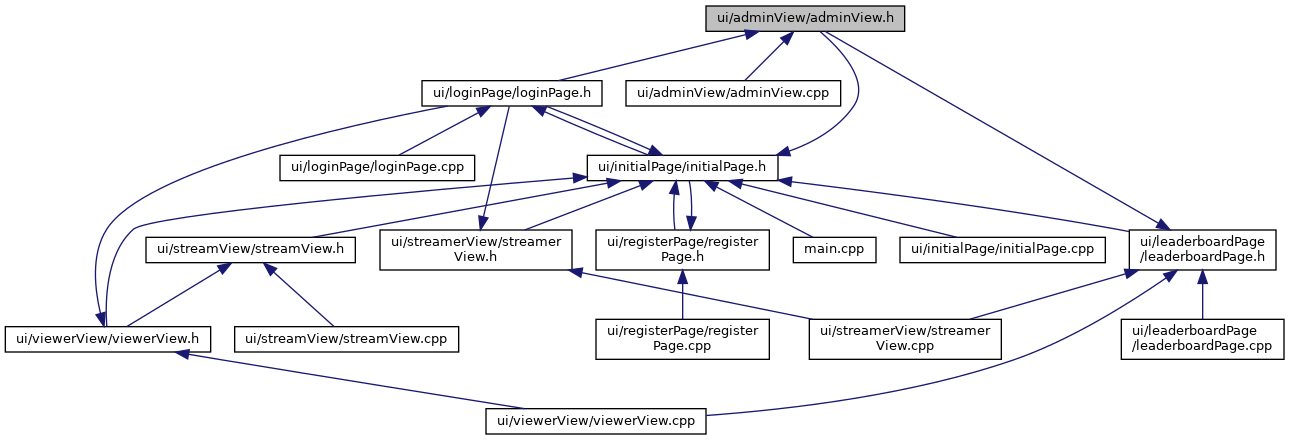 ui/adminView/adminView.h
ui/loginPage/loginPage.h
ui/adminView/adminView.cpp
ui/loginPage/loginPage.cpp
ui/initialPage/initialPage.h
ui/streamView/streamView.h
ui/streamerView/streamer
View.h
ui/registerPage/register
Page.h
main.cpp
ui/initialPage/initialPage.cpp
ui/leaderboardPage
/leaderboardPage.h
ui/viewerView/viewerView.h
ui/streamView/streamView.cpp
ui/registerPage/register
Page.cpp
ui/streamerView/streamer
View.cpp
ui/leaderboardPage
/leaderboardPage.cpp
ui/viewerView/viewerView.cpp